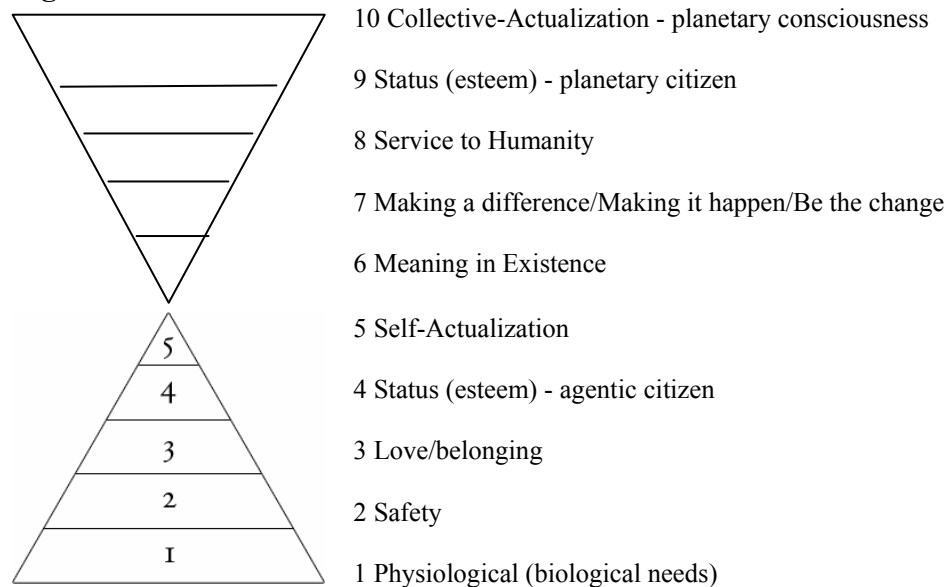 10 Collective-Actualization - planetary consciousness
9 Status (esteem) - planetary citizen
8 Service to Humanity
7 Making a difference/Making it happen/Be the change
6 Meaning in Existence
5 Self-Actualization
4 Status (esteem) - agentic citizen
3 Love/belonging
2 Safety
1 Physiological (biological needs)
5
4
3
2
1